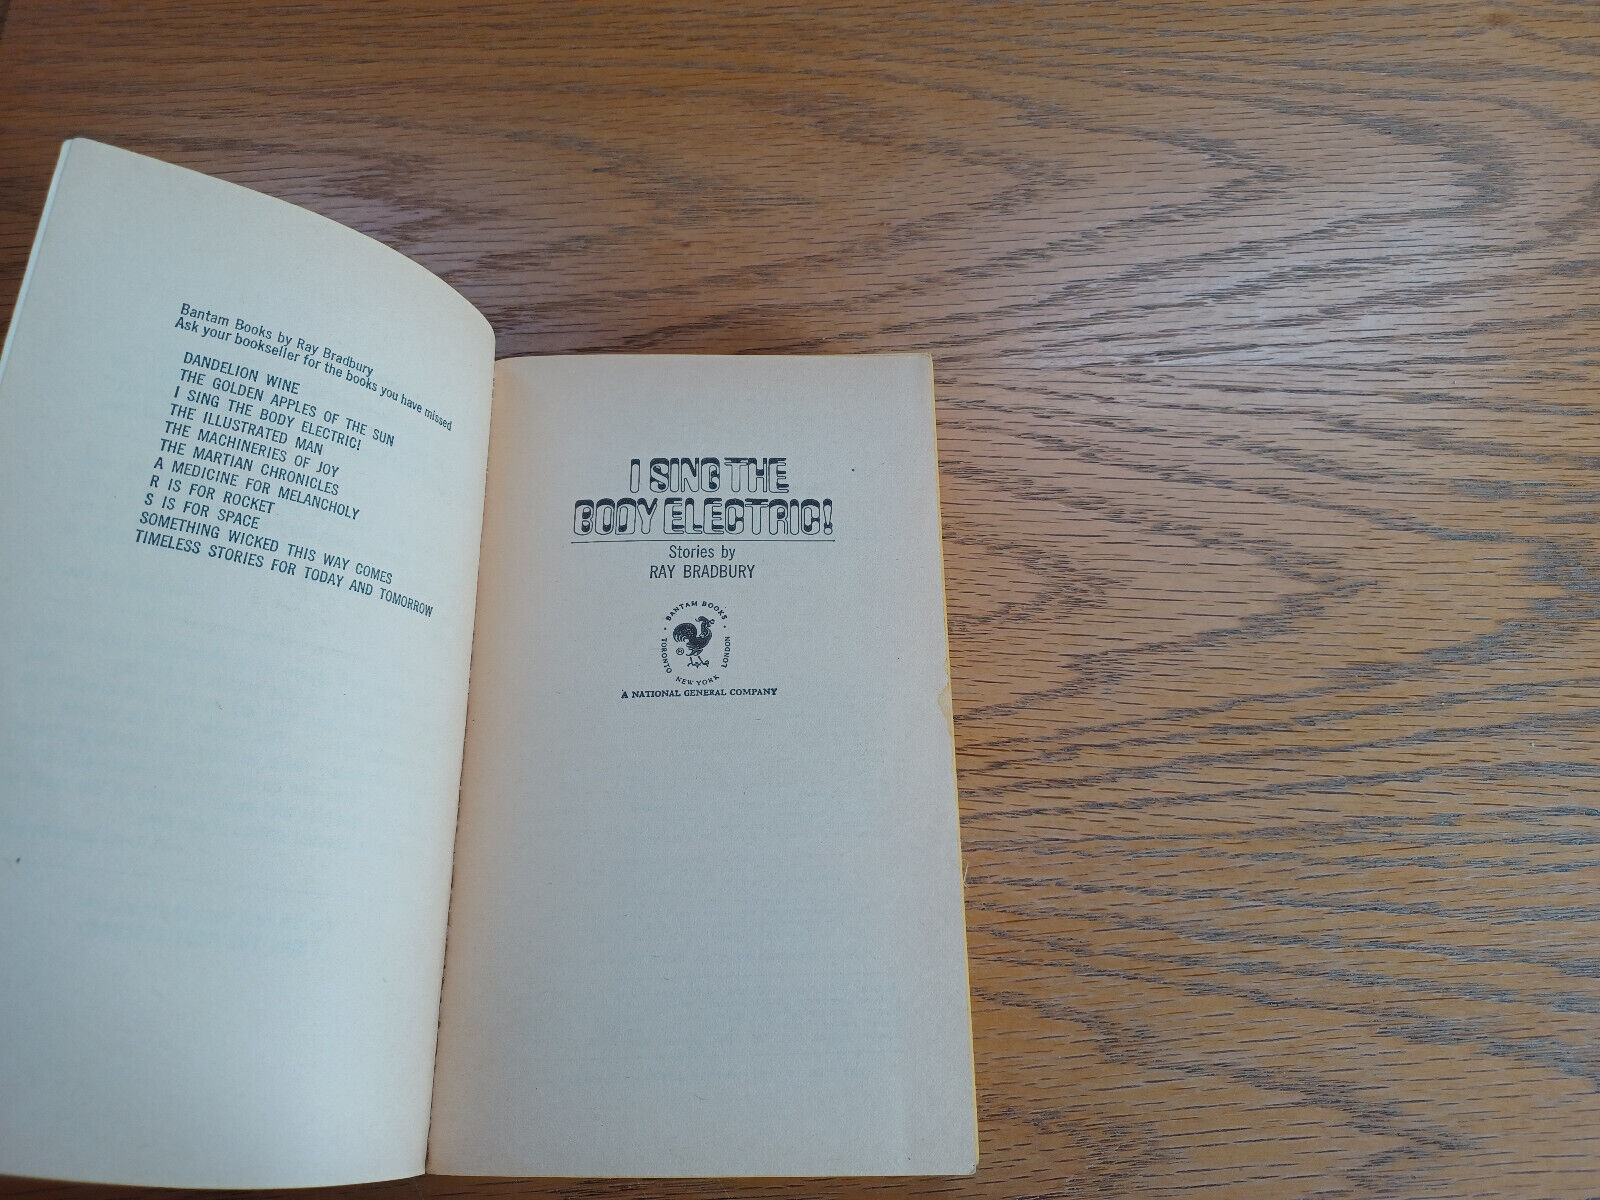 Bantam Books by Ray Bradbury
Ask your bookseller for the books you have missed
DANDELION WINE
THE GOLDEN APPLES OF THE SUN
I SING THE BODY ELECTRIC!
THE ILLUSTRATED MAN
THE MACHINERIES OF JOY
THE MARTIAN CHRONICLES
A MEDICINE FOR MELANCHOLY
R IS FOR ROCKET
S IS FOR SPACE
SOMETHING WICKED THIS WAY COMES
TIMELESS STORIES FOR TODAY AND TOMORROW
I SING THE
BODY ELECTRIC!
Stories by
RAY BRADBURY
BANTAM BOOKS
TORONTO
®
LONDON
NEW YORK
A NATIONAL GENERAL COMPANY